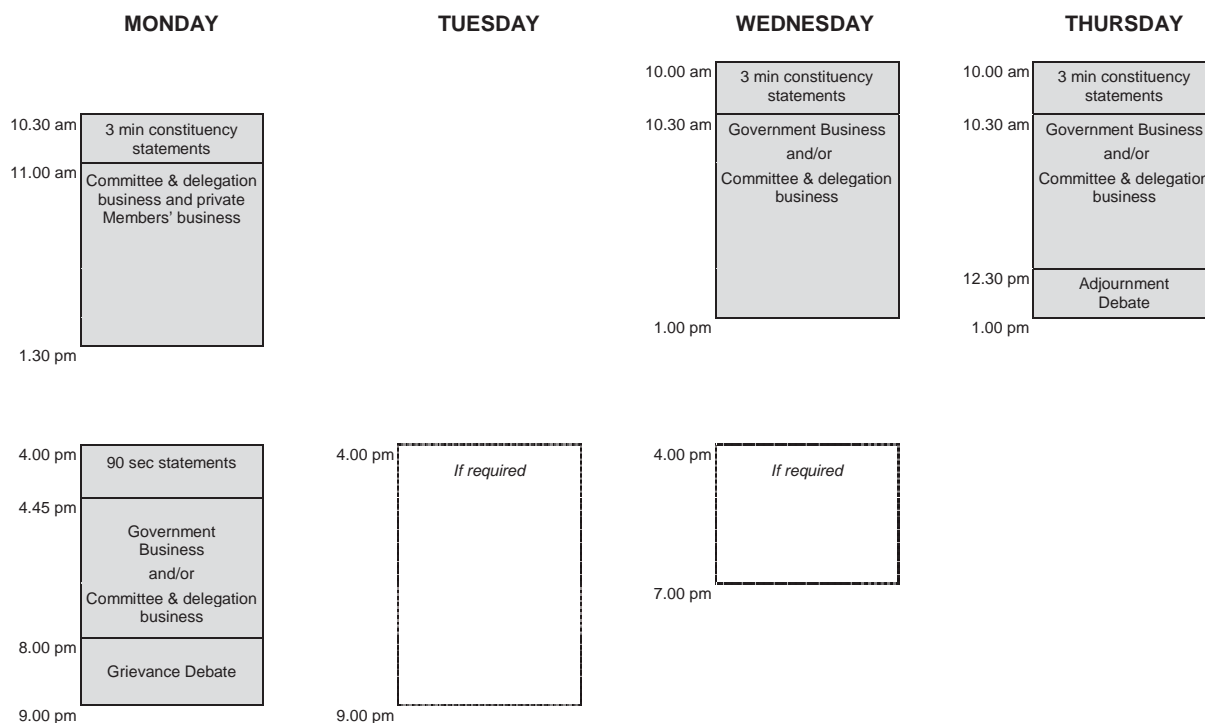 MONDAY
TUESDAY
WEDNESDAY
THURSDAY
10.30 am
3 min constituency
statements
11.00 am
Committee & delegation
business and private
Members’ business
1.30 pm
4.00 pm
90 sec statements
4.45 pm
Government
Business
and/or
Committee & delegation
business
8.00 pm
Grievance Debate
9.00 pm
4.00 pm
If required
9.00 pm
10.00 am
3 min constituency
statements
10.30 am
Government Business
and/or
Committee & delegation
business
1.00 pm
4.00 pm
If required
7.00 pm
10.00 am
3 min constituency
statements
10.30 am
Government Business
and/or
Committee & delegation
business
12.30 pm
Adjournment
Debate
1.00 pm